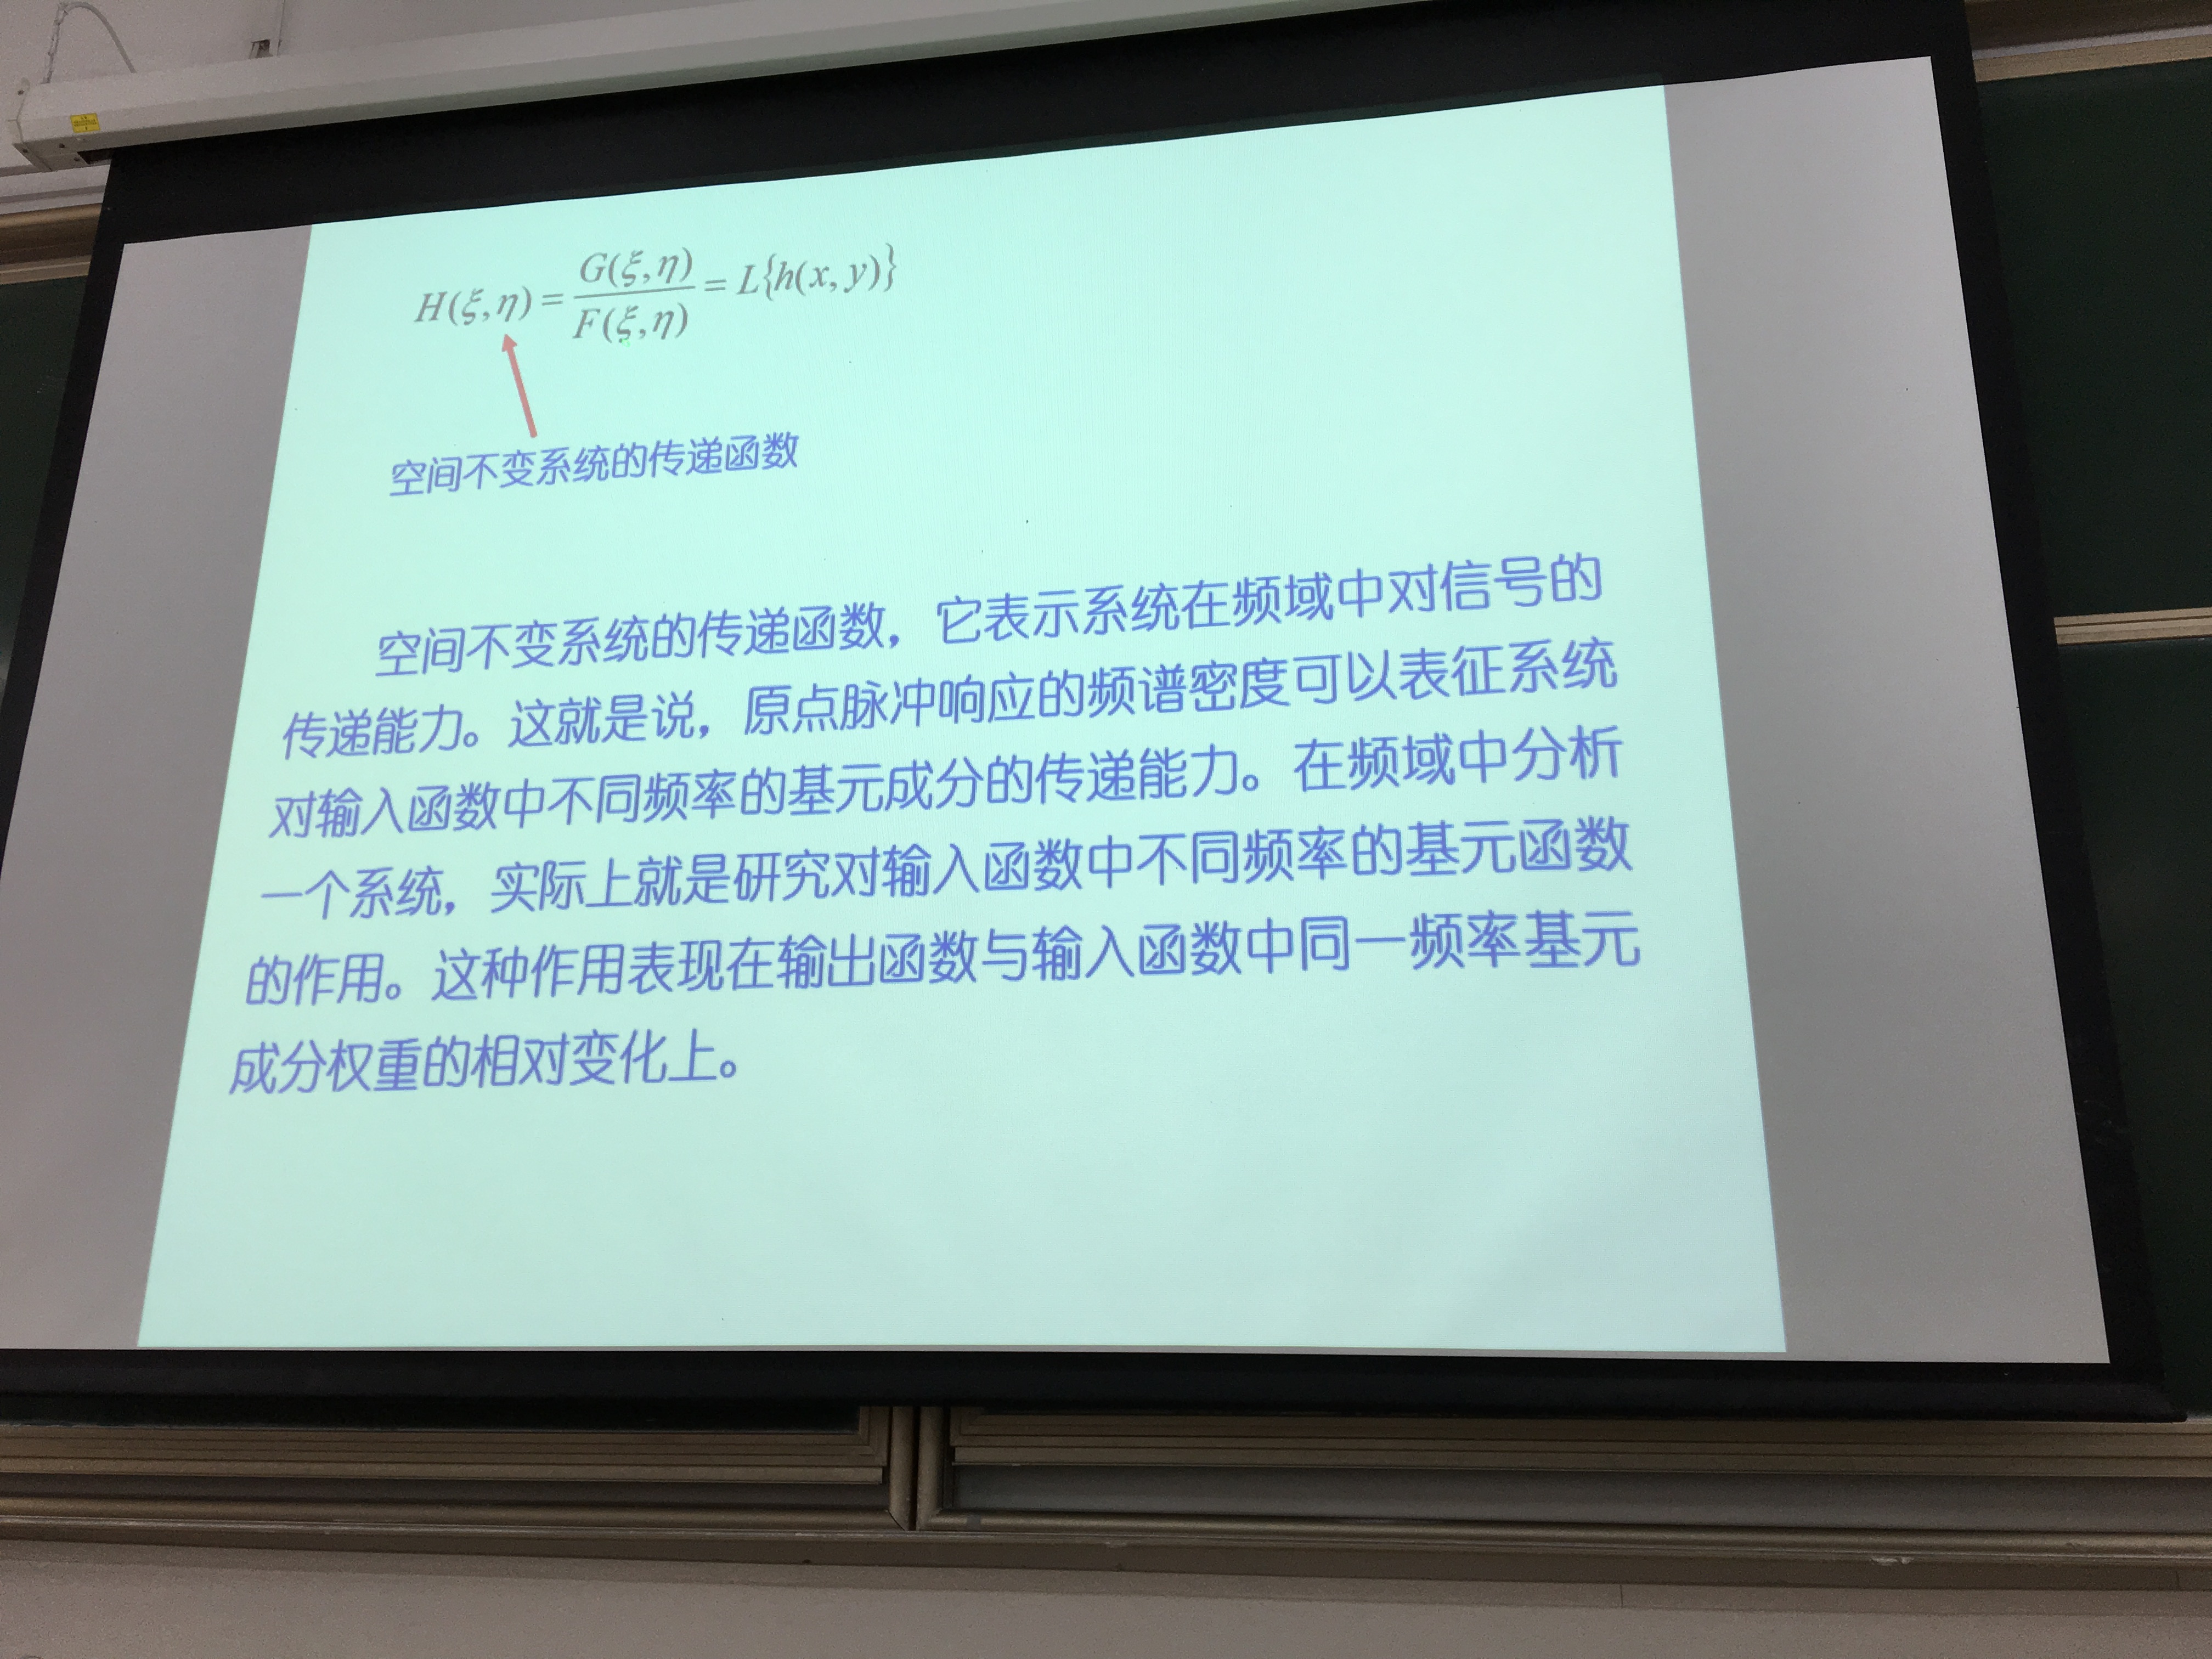 H(ξ,η) = G(ξ,η) / F(ξ,η) = L{h(x,y)}
空间不变系统的传递函数
空间不变系统的传递函数，它表示系统在频域中对信号的
传递能力。这就是说，原点脉冲响应的频谱密度可以表征系统
对输入函数中不同频率的基元成分的传递能力。在频域中分析
一个系统，实际上就是研究对输入函数中不同频率的基元函数
的作用。这种作用表现在输出函数与输入函数中同一频率基元
成分权重的相对变化上。